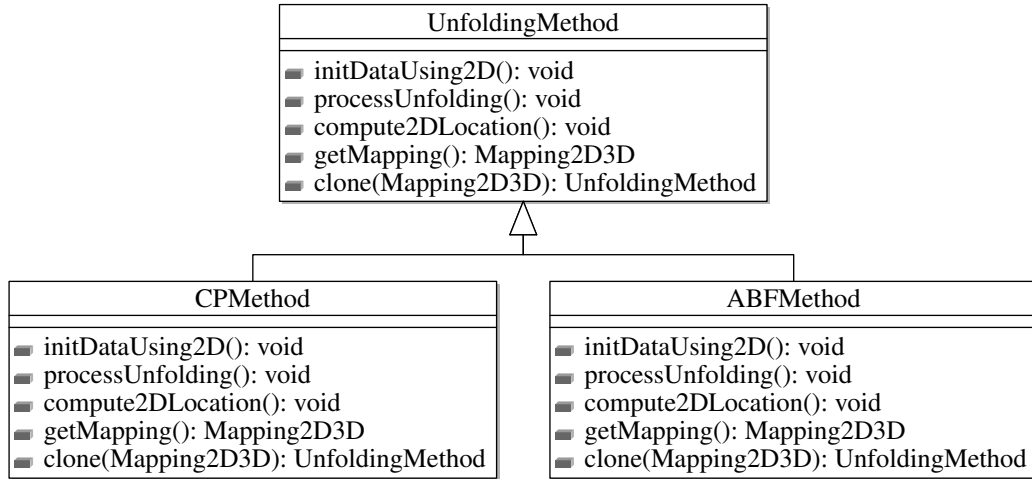 UnfoldingMethod
initDataUsing2D(): void
processUnfolding(): void
compute2DLocation(): void
getMapping(): Mapping2D3D
clone(Mapping2D3D): UnfoldingMethod
CPMethod
initDataUsing2D(): void
processUnfolding(): void
compute2DLocation(): void
getMapping(): Mapping2D3D
clone(Mapping2D3D): UnfoldingMethod
ABFMethod
initDataUsing2D(): void
processUnfolding(): void
compute2DLocation(): void
getMapping(): Mapping2D3D
clone(Mapping2D3D): UnfoldingMethod